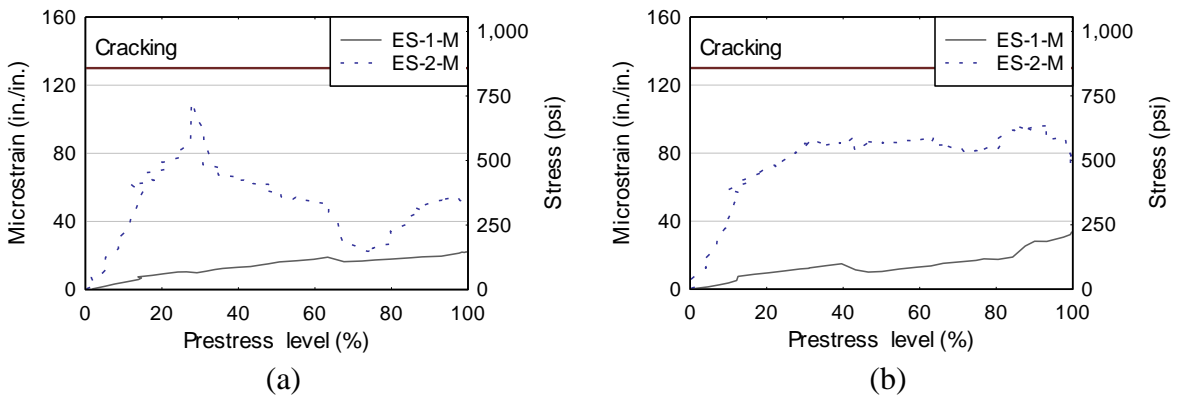 160
120
80
40
0
Microstrain (in./in.)
Cracking
ES-1-M
ES-2-M
1,000
750
500
250
0
Stress (psi)
0 20 40 60 80 100
Prestress level (%)
(a)
160
120
80
40
0
Microstrain (in./in.)
Cracking
ES-1-M
ES-2-M
1,000
750
500
250
0
Stress (psi)
0 20 40 60 80 100
Prestress level (%)
(b)